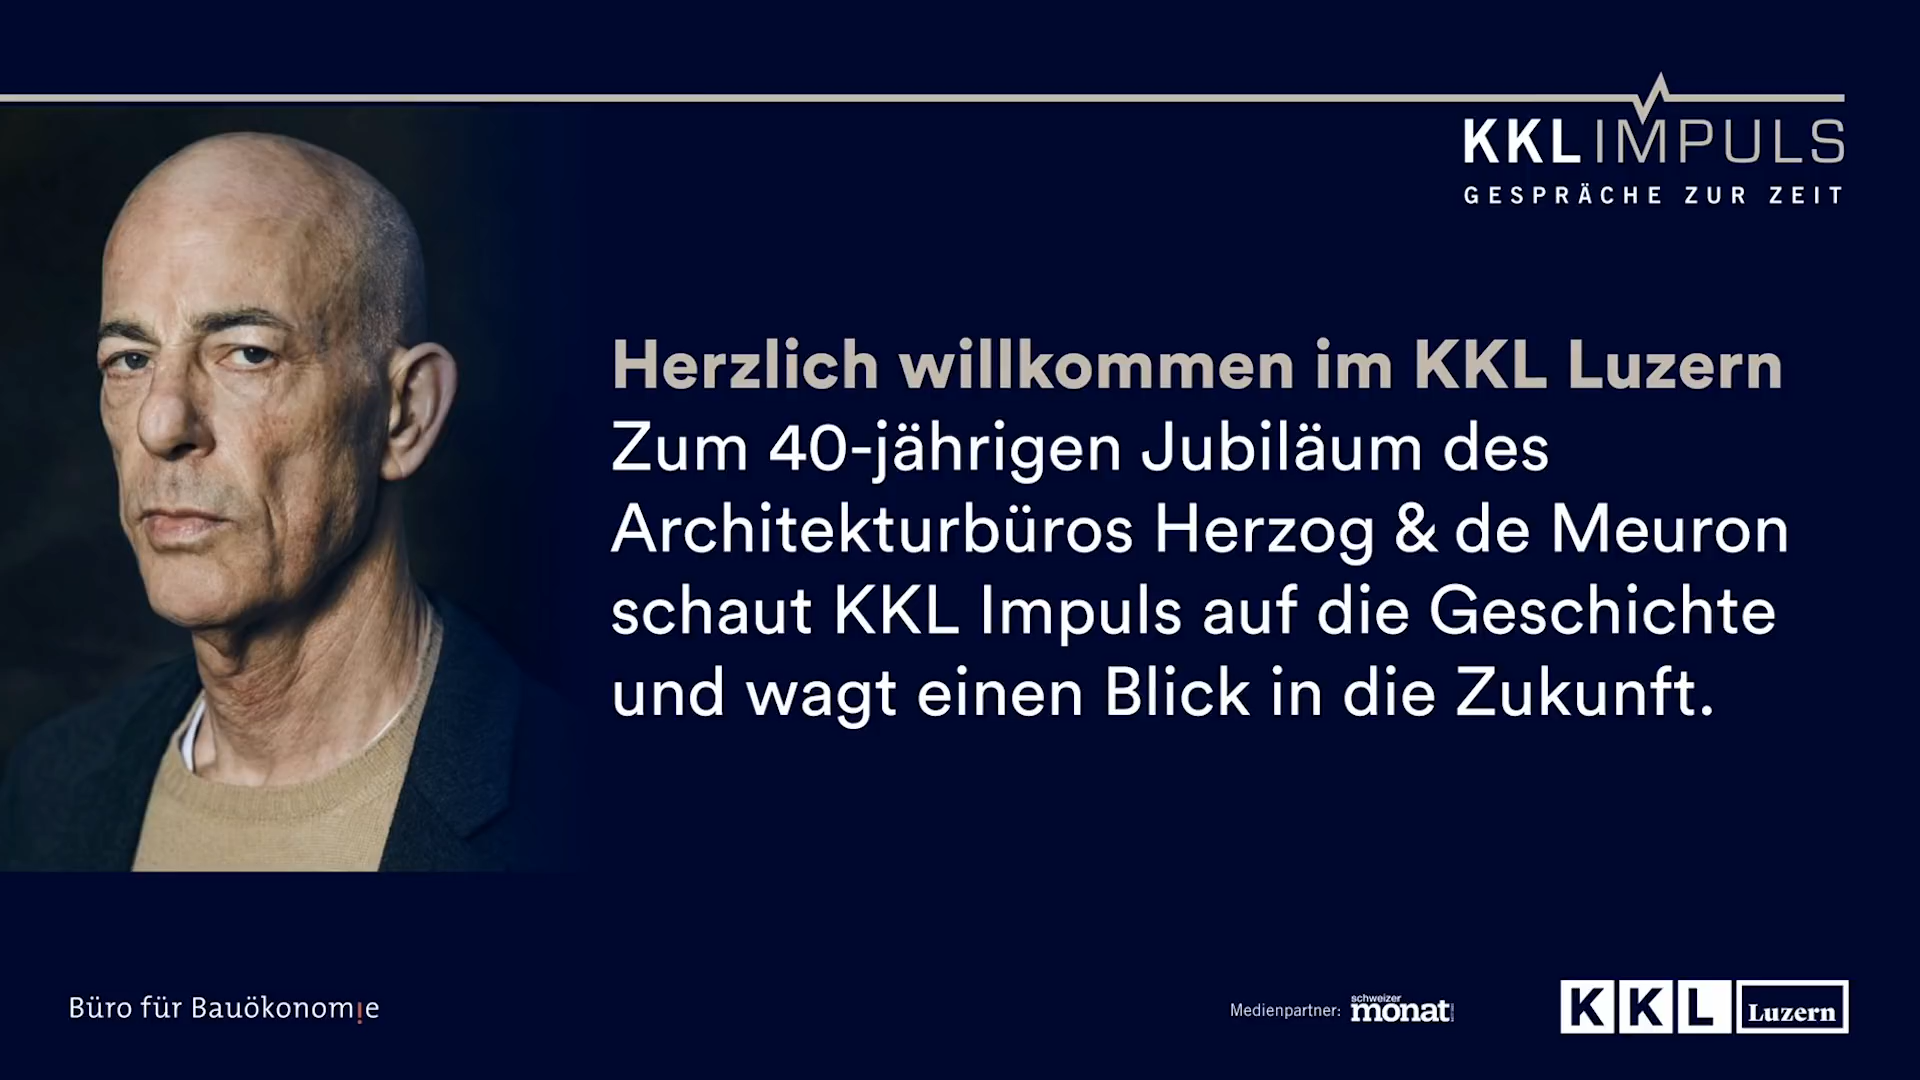 KKL IMPULS
GESPRÄCHE ZUR ZEIT
Herzlich willkommen im KKL Luzern
Zum 40-jährigen Jubiläum des
Architekturbüros Herzog & de Meuron
schaut KKL Impuls auf die Geschichte
und wagt einen Blick in die Zukunft.
Büro für Bauökonomie
Medienpartner: schweizer monat
KKL Luzern